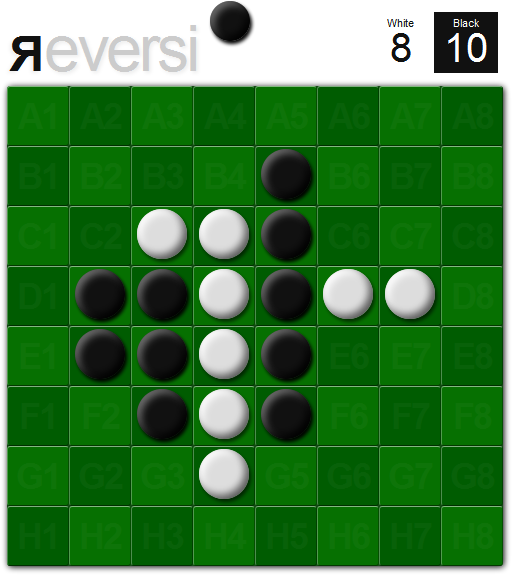 Яeversi
White
8
Black
10
A1 A2 A3 A4 A5 A6 A7 A8
B1 B2 B3 B4 B6 B7 B8
C1 C2 C6 C7 C8
D1 D8
E1 E6 E7 E8
F1 F2 F6 F7 F8
G1 G2 G3 G5 G6 G7 G8
H1 H2 H3 H4 H5 H6 H7 H8